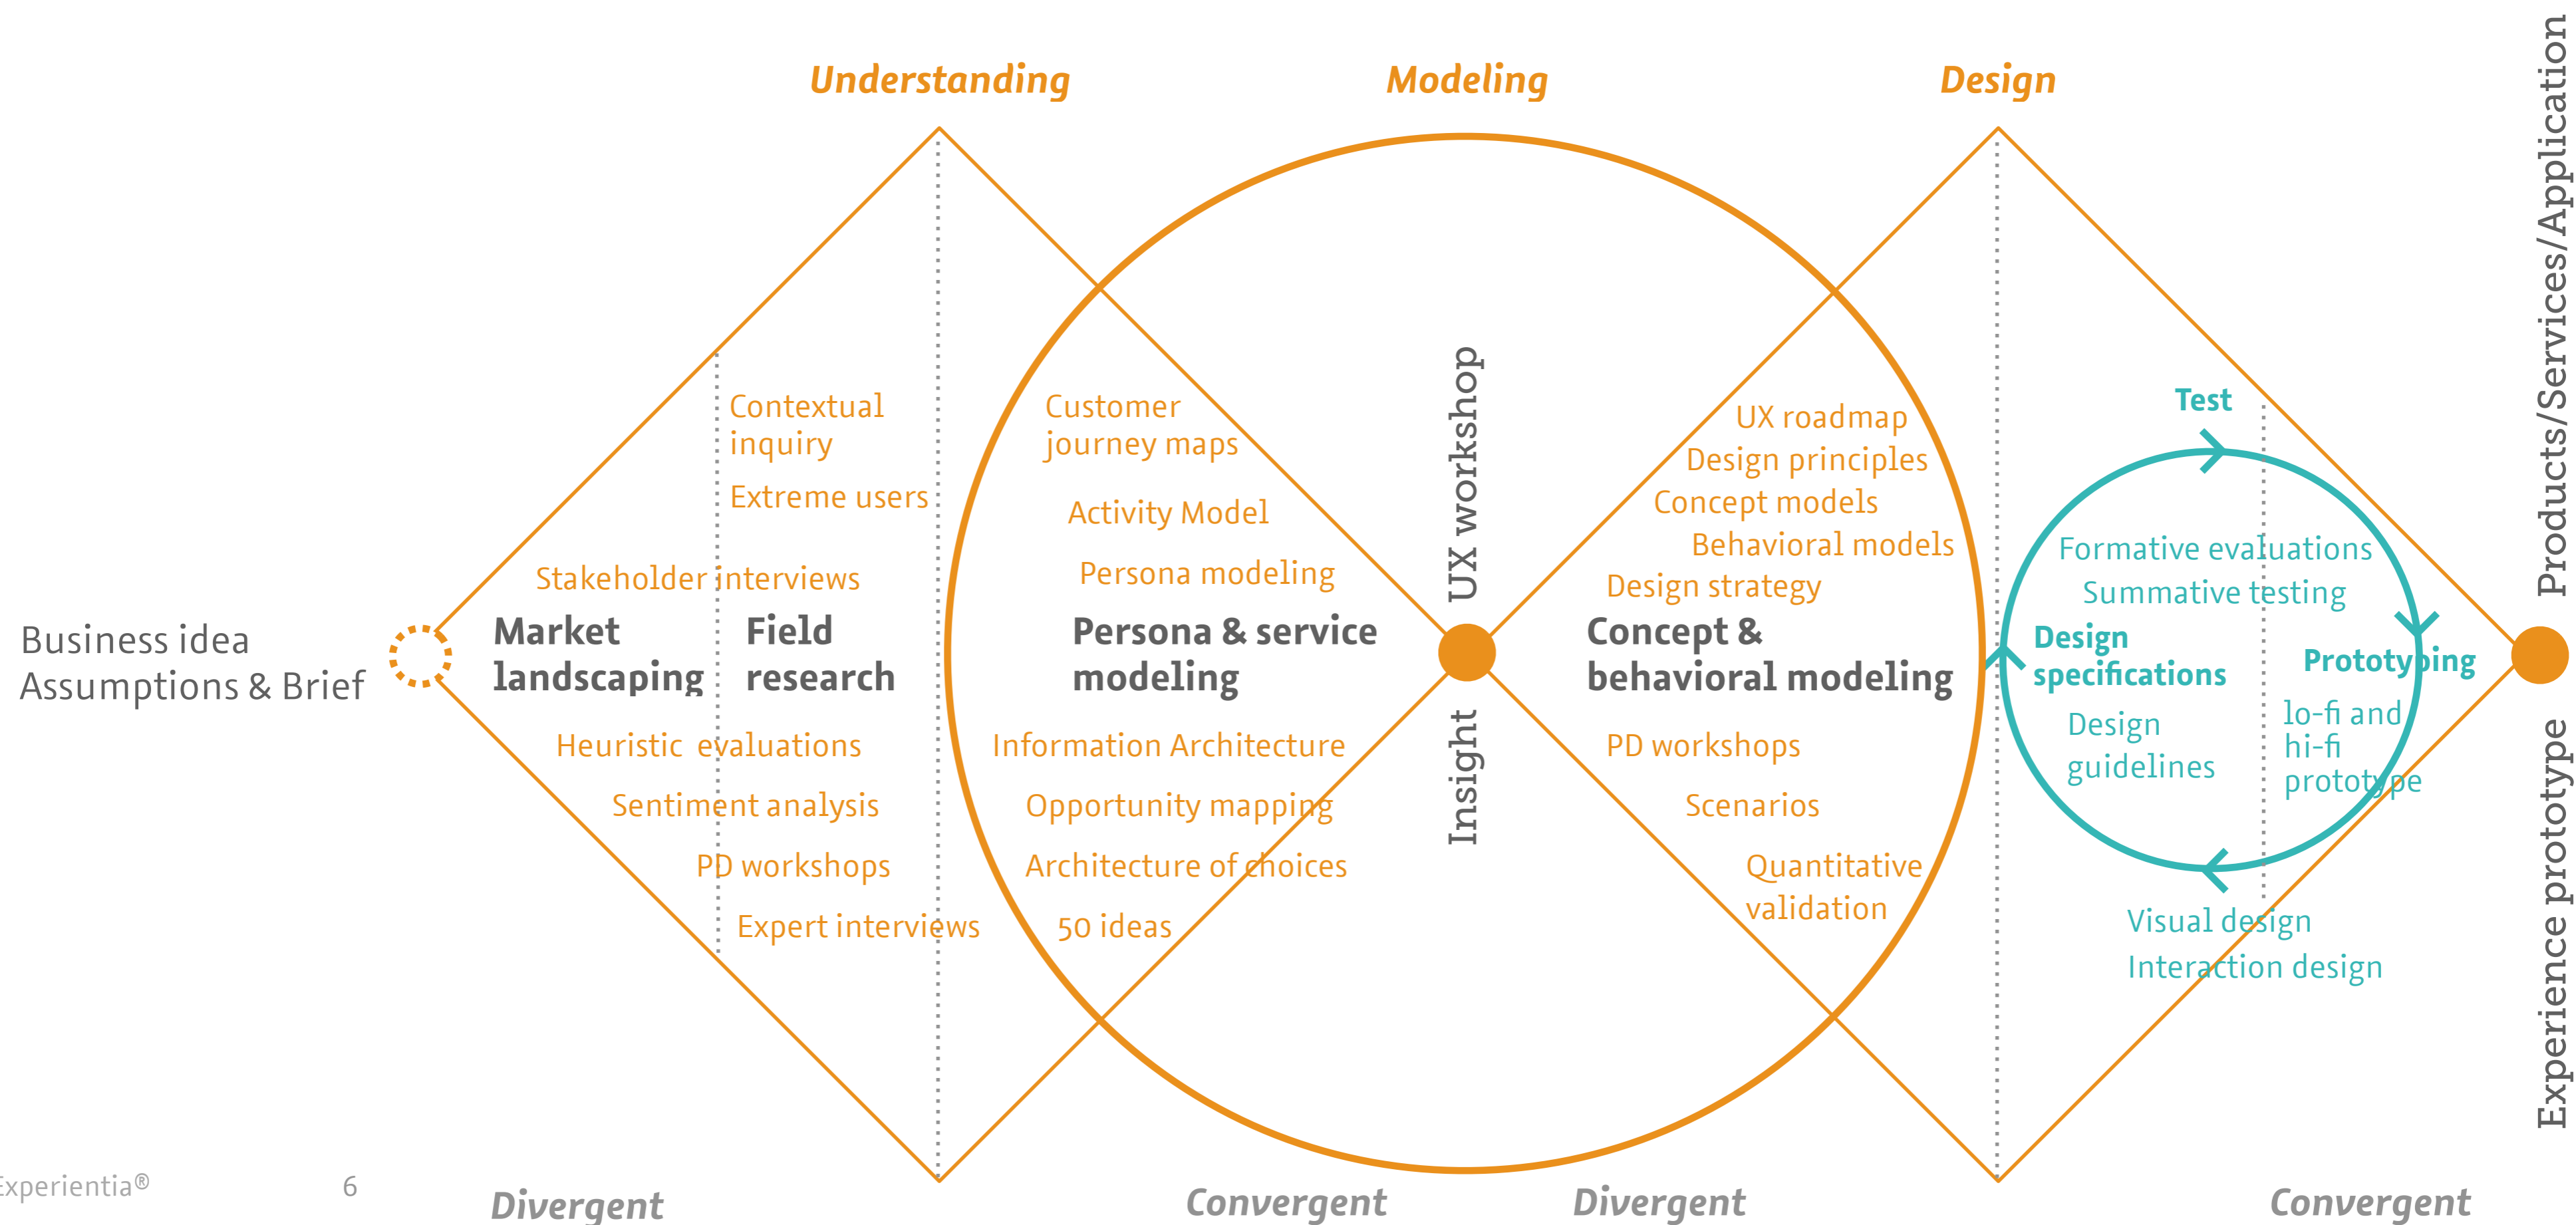 Understanding
Modeling
Design
Business idea
Assumptions & Brief
Contextual
inquiry
Extreme users
Stakeholder interviews
Market
landscaping
Field
research
Heuristic evaluations
Sentiment analysis
PD workshops
Expert interviews
Customer
journey maps
Activity Model
Persona modeling
Persona & service
modeling
Information Architecture
Opportunity mapping
Architecture of choices
50 ideas
UX workshop
Insight
UX roadmap
Design principles
Concept models
Behavioral models
Design strategy
Concept &
behavioral modeling
PD workshops
Scenarios
Quantitative
validation
Test
Formative evaluations
Summative testing
Design
specifications
Design
guidelines
Prototyping
lo-fi and
hi-fi
prototype
Visual design
Interaction design
Products/Services/Application
Experience prototype
Experientia®
6
Divergent
Convergent
Divergent
Convergent